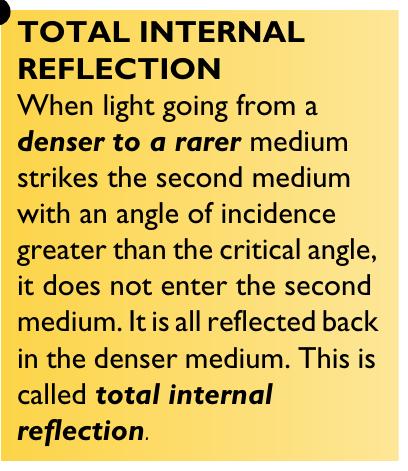 TOTAL INTERNAL
REFLECTION
When light going from a
denser to a rarer medium
strikes the second medium
with an angle of incidence
greater than the critical angle,
it does not enter the second
medium. It is all reflected back
in the denser medium. This is
called total internal
reflection.